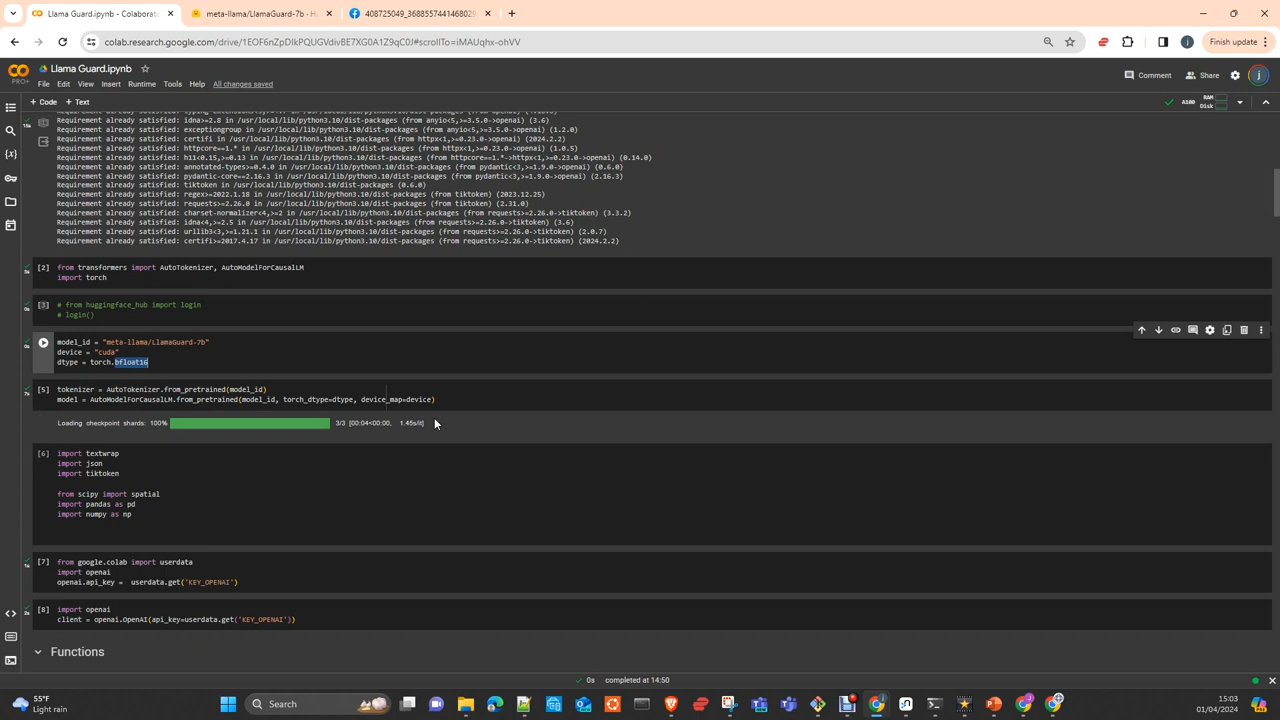 Llama Guard.ipynb - Colaborato
meta-llama/LlamaGuard-7b · H
408725049_3688557441468029
colab.research.google.com/drive/1EOF6nZpDlkPQUGVdivBE7XG0A1Z9qC0J#scrollTo=iMAUqhx-ohVV
Finish update
CO
PRO+
Llama Guard.ipynb
Comment
Share
File Edit View Insert Runtime Tools Help All changes saved
+ Code + Text
A100
RAM
Disk
15s
Requirement already satisfied: idna>=2.8 in /usr/local/lib/python3.10/dist-packages (from anyio<5,>=3.5.0->openai) (3.6)
Requirement already satisfied: exceptiongroup in /usr/local/lib/python3.10/dist-packages (from anyio<5,>=3.5.0->openai) (1.2.0)
Requirement already satisfied: certifi in /usr/local/lib/python3.10/dist-packages (from httpx<1,>=0.23.0->openai) (2024.2.2)
Requirement already satisfied: httpcore==1.* in /usr/local/lib/python3.10/dist-packages (from httpx<1,>=0.23.0->openai) (1.0.5)
Requirement already satisfied: h11<0.15,>=0.13 in /usr/local/lib/python3.10/dist-packages (from httpcore==1.*->httpx<1,>=0.23.0->openai) (0.14.0)
Requirement already satisfied: annotated-types>=0.4.0 in /usr/local/lib/python3.10/dist-packages (from pydantic<3,>=1.9.0->openai) (0.6.0)
Requirement already satisfied: pydantic-core==2.16.3 in /usr/local/lib/python3.10/dist-packages (from pydantic<3,>=1.9.0->openai) (2.16.3)
Requirement already satisfied: tiktoken in /usr/local/lib/python3.10/dist-packages (0.6.0)
Requirement already satisfied: regex>=2022.1.18 in /usr/local/lib/python3.10/dist-packages (from tiktoken) (2023.12.25)
Requirement already satisfied: requests>=2.26.0 in /usr/local/lib/python3.10/dist-packages (from tiktoken) (2.31.0)
Requirement already satisfied: charset-normalizer<4,>=2 in /usr/local/lib/python3.10/dist-packages (from requests>=2.26.0->tiktoken) (3.3.2)
Requirement already satisfied: idna<4,>=2.5 in /usr/local/lib/python3.10/dist-packages (from requests>=2.26.0->tiktoken) (3.6)
Requirement already satisfied: urllib3<3,>=1.21.1 in /usr/local/lib/python3.10/dist-packages (from requests>=2.26.0->tiktoken) (2.0.7)
Requirement already satisfied: certifi>=2017.4.17 in /usr/local/lib/python3.10/dist-packages (from requests>=2.26.0->tiktoken) (2024.2.2)
[2] from transformers import AutoTokenizer, AutoModelForCausalLM
3s
import torch
[3] # from huggingface_hub import login
0s
# login()
model_id = "meta-llama/LlamaGuard-7b"
0s
device = "cuda"
dtype = torch.bfloat16
[5] tokenizer = AutoTokenizer.from_pretrained(model_id)
7s
model = AutoModelForCausalLM.from_pretrained(model_id, torch_dtype=dtype, device_map=device)
Loading checkpoint shards: 100% 3/3 [00:04<00:00, 1.45s/it]
[6] import textwrap
import json
import tiktoken
from scipy import spatial
import pandas as pd
import numpy as np
[7] from google.colab import userdata
1s
import openai
openai.api_key = userdata.get('KEY_OPENAI')
[8] import openai
2s
client = openai.OpenAI(api_key=userdata.get('KEY_OPENAI'))
Functions
0s completed at 14:50
55°F
Light rain
Search
15:03
01/04/2024